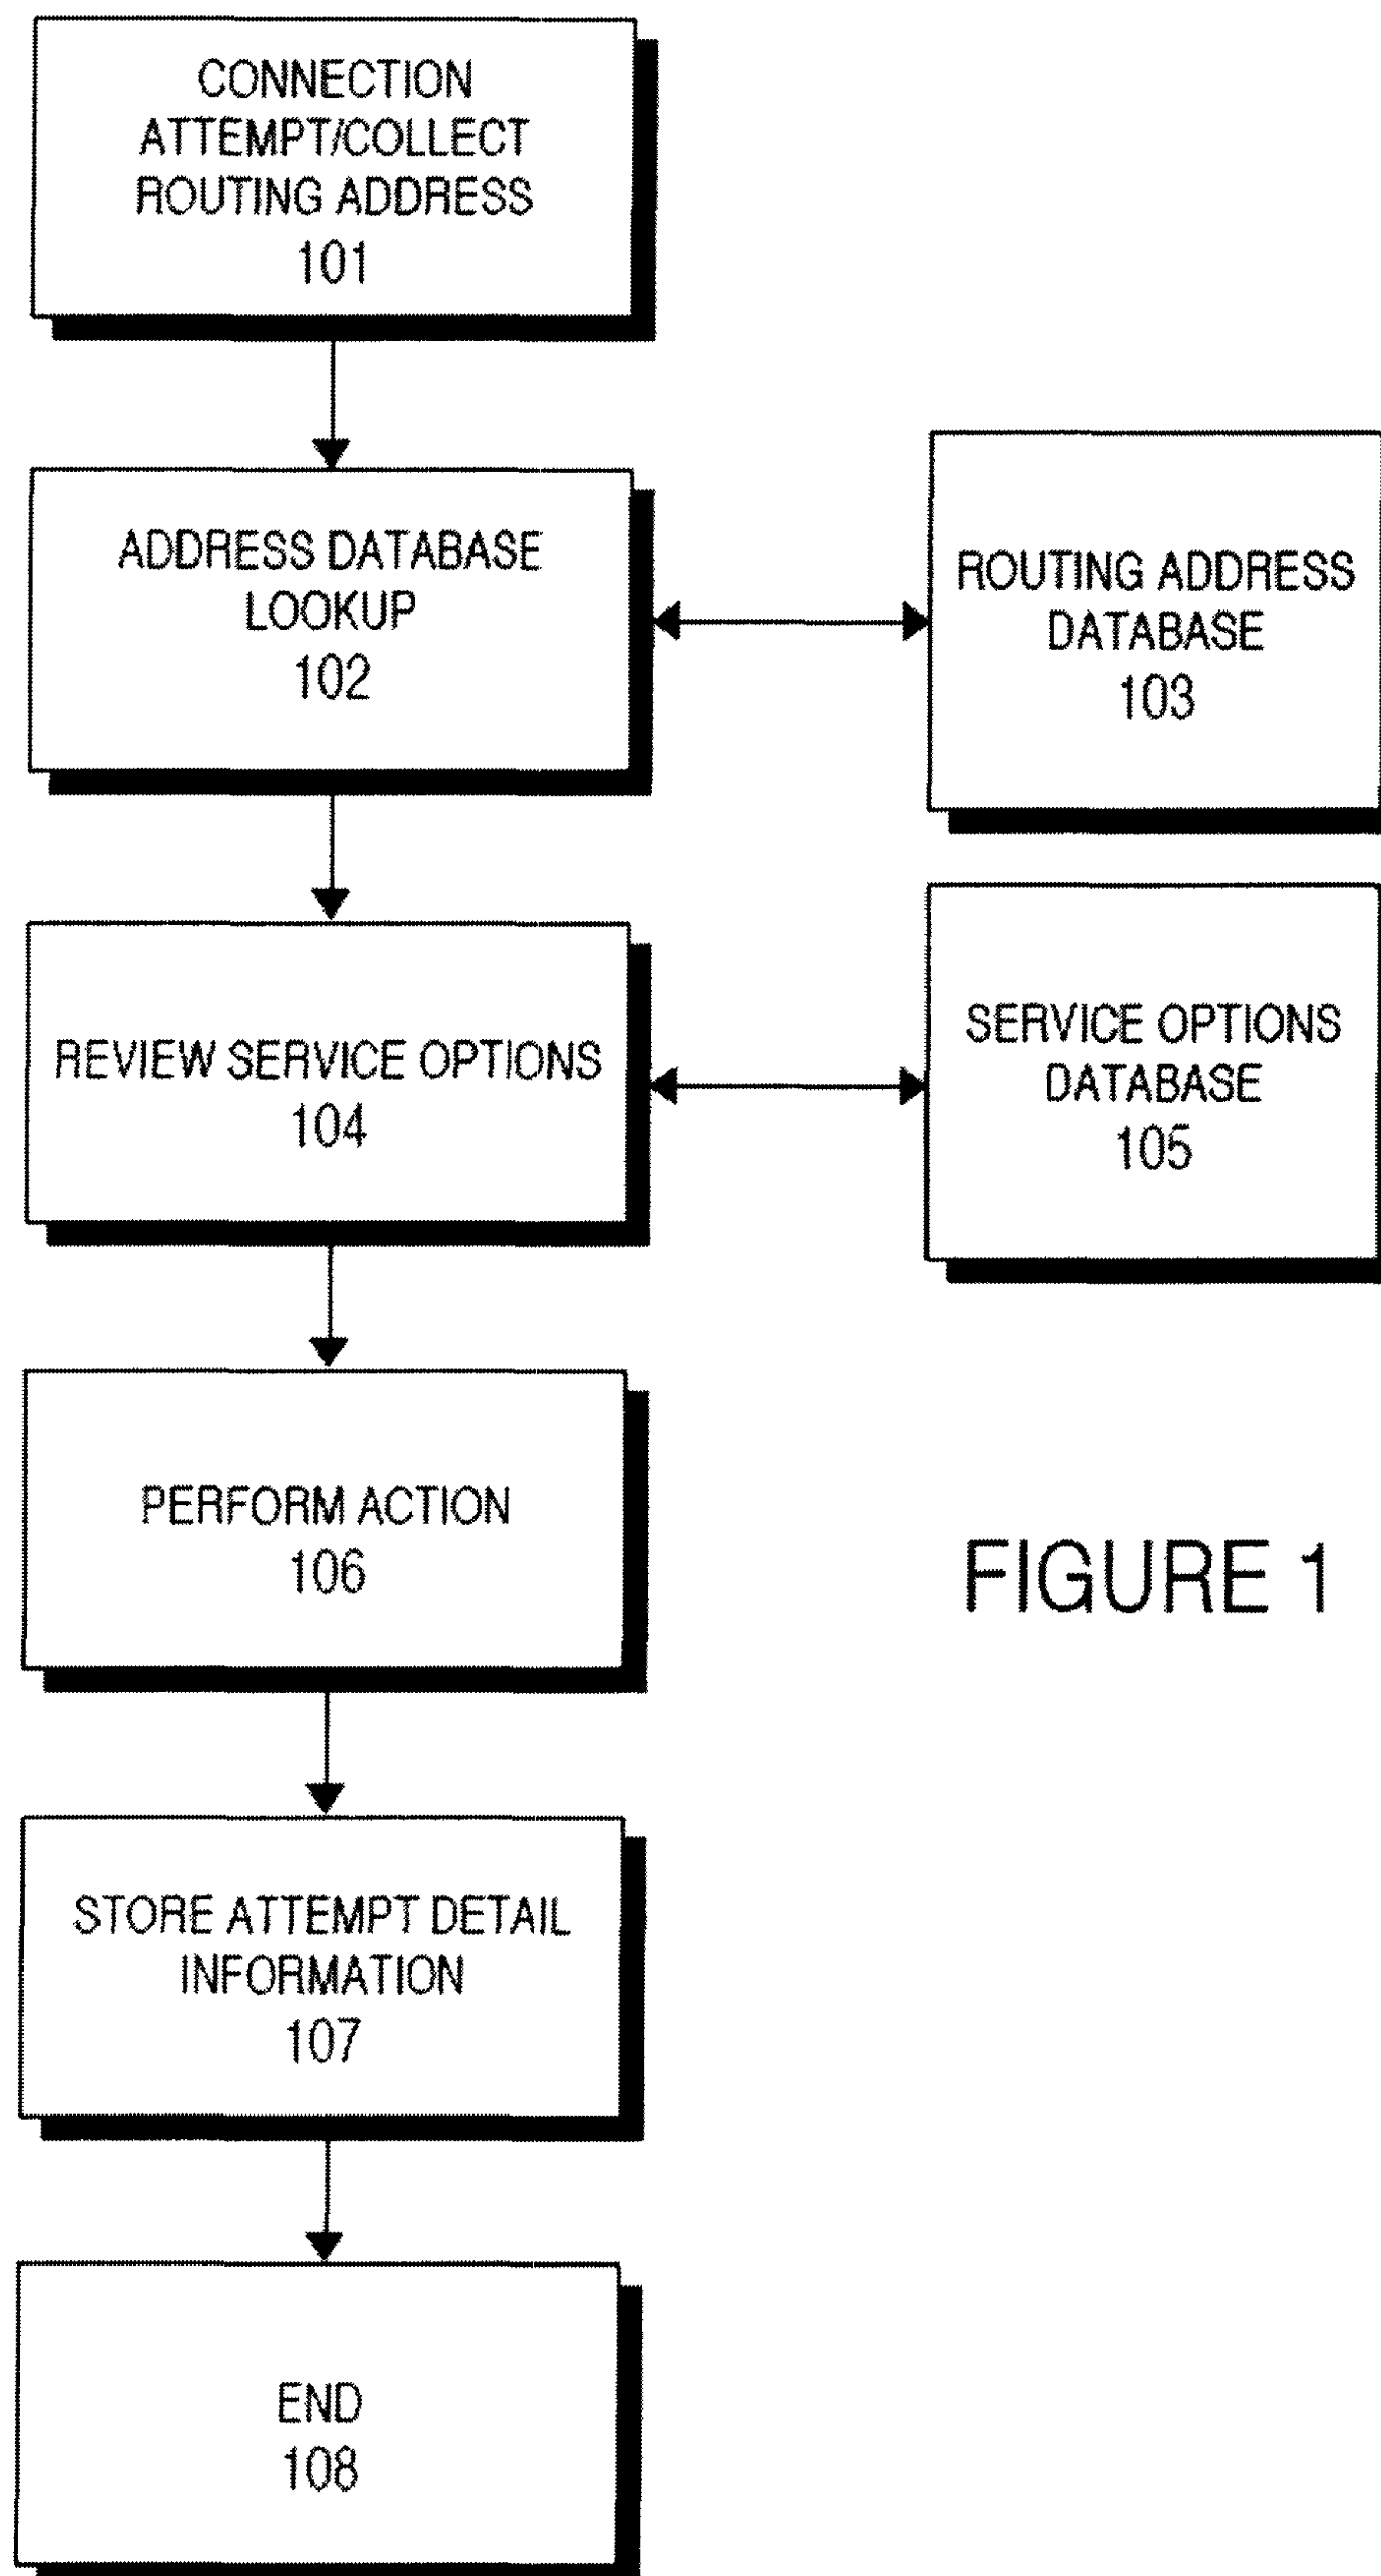 CONNECTION
ATTEMPT/COLLECT
ROUTING ADDRESS
101
ADDRESS DATABASE
LOOKUP
102
ROUTING ADDRESS
DATABASE
103
REVIEW SERVICE OPTIONS
104
SERVICE OPTIONS
DATABASE
105
PERFORM ACTION
106
FIGURE 1
STORE ATTEMPT DETAIL
INFORMATION
107
END
108